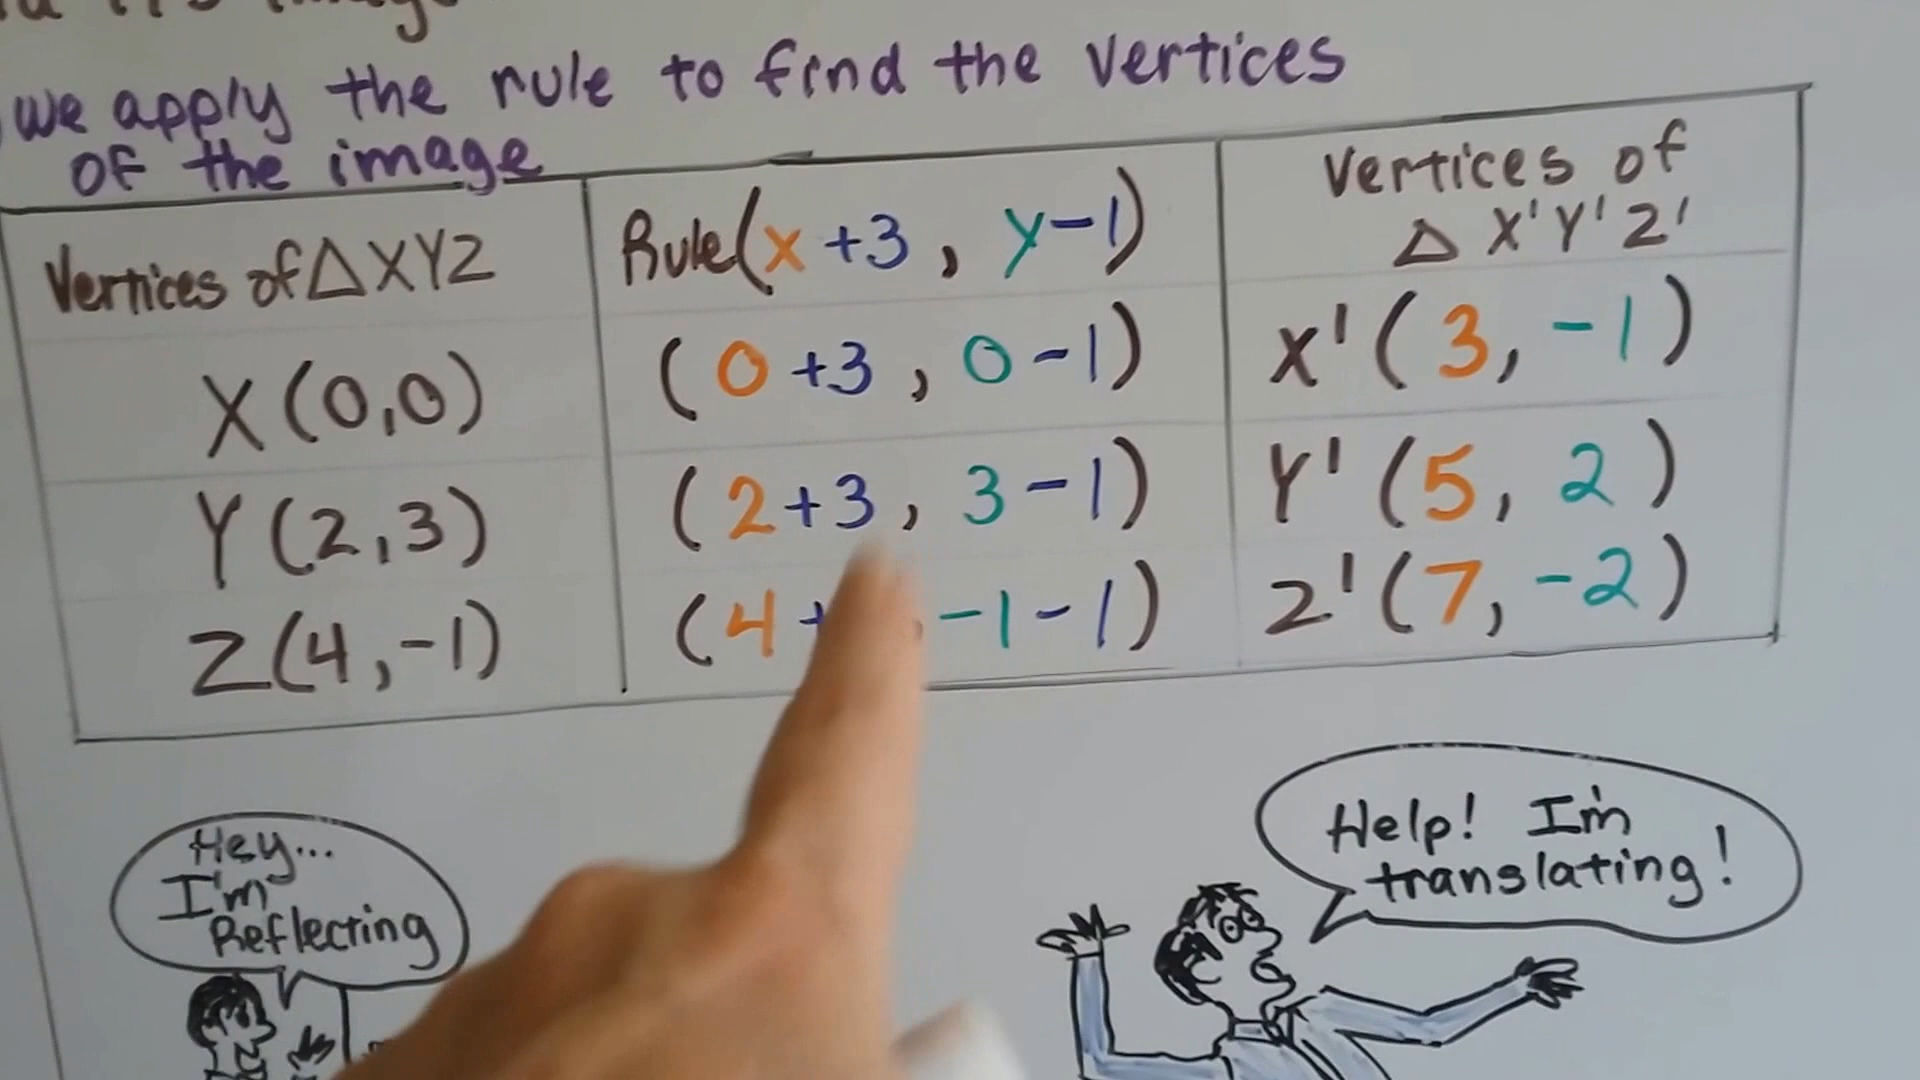 we apply the rule to find the vertices
of the image
Vertices of △XYZ
Rule(x+3, y-1)
Vertices of
△ X'Y'Z'
X(0,0)
(0+3, 0-1)
X'(3,-1)
Y(2,3)
(2+3, 3-1)
Y'(5, 2)
Z(4,-1)
(4+ -1-1)
Z'(7,-2)
Hey...
I'm
Reflecting
Help! I'm
translating!